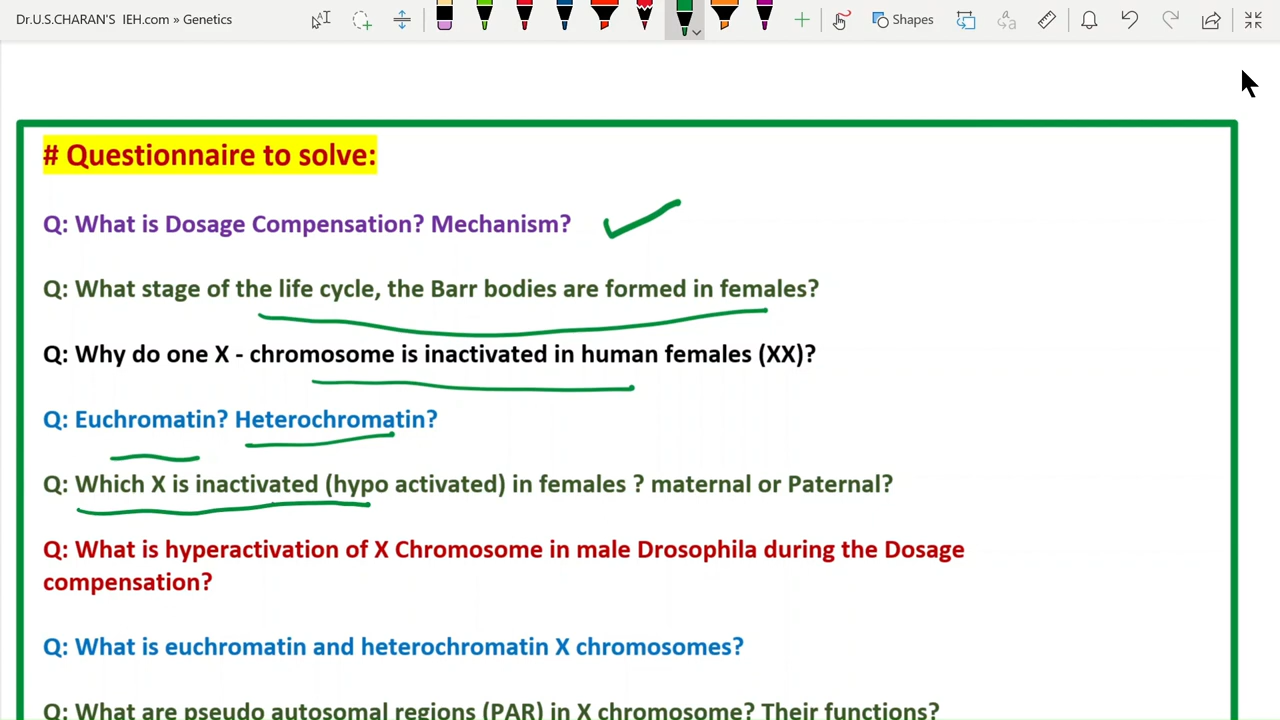 Dr.U.S.CHARAN'S IEH.com » Genetics
Shapes
# Questionnaire to solve:
Q: What is Dosage Compensation? Mechanism?
Q: What stage of the life cycle, the Barr bodies are formed in females?
Q: Why do one X - chromosome is inactivated in human females (XX)?
Q: Euchromatin? Heterochromatin?
Q: Which X is inactivated (hypo activated) in females ? maternal or Paternal?
Q: What is hyperactivation of X Chromosome in male Drosophila during the Dosage
compensation?
Q: What is euchromatin and heterochromatin X chromosomes?
Q: What are pseudo autosomal regions (PAR) in X chromosome? Their functions?